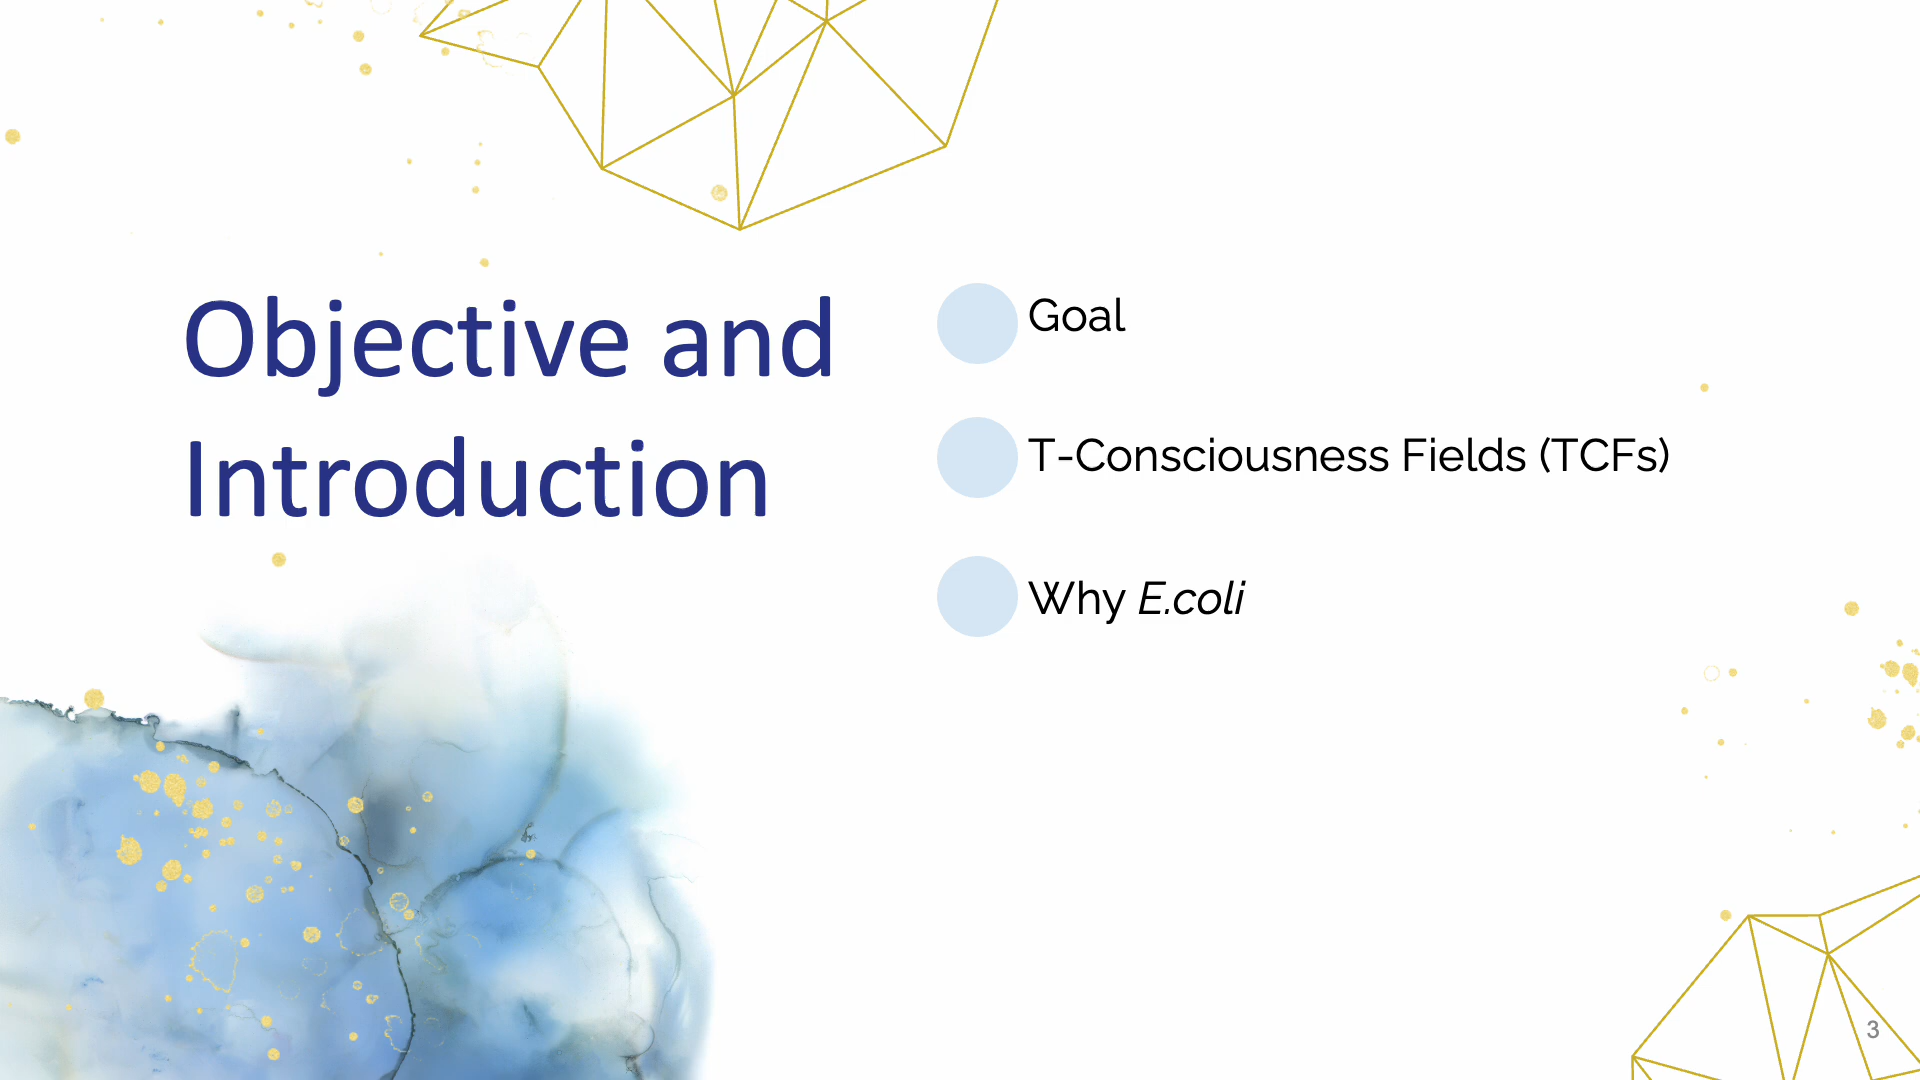 Objective and
Introduction
Goal
T-Consciousness Fields (TCFs)
Why E.coli
3